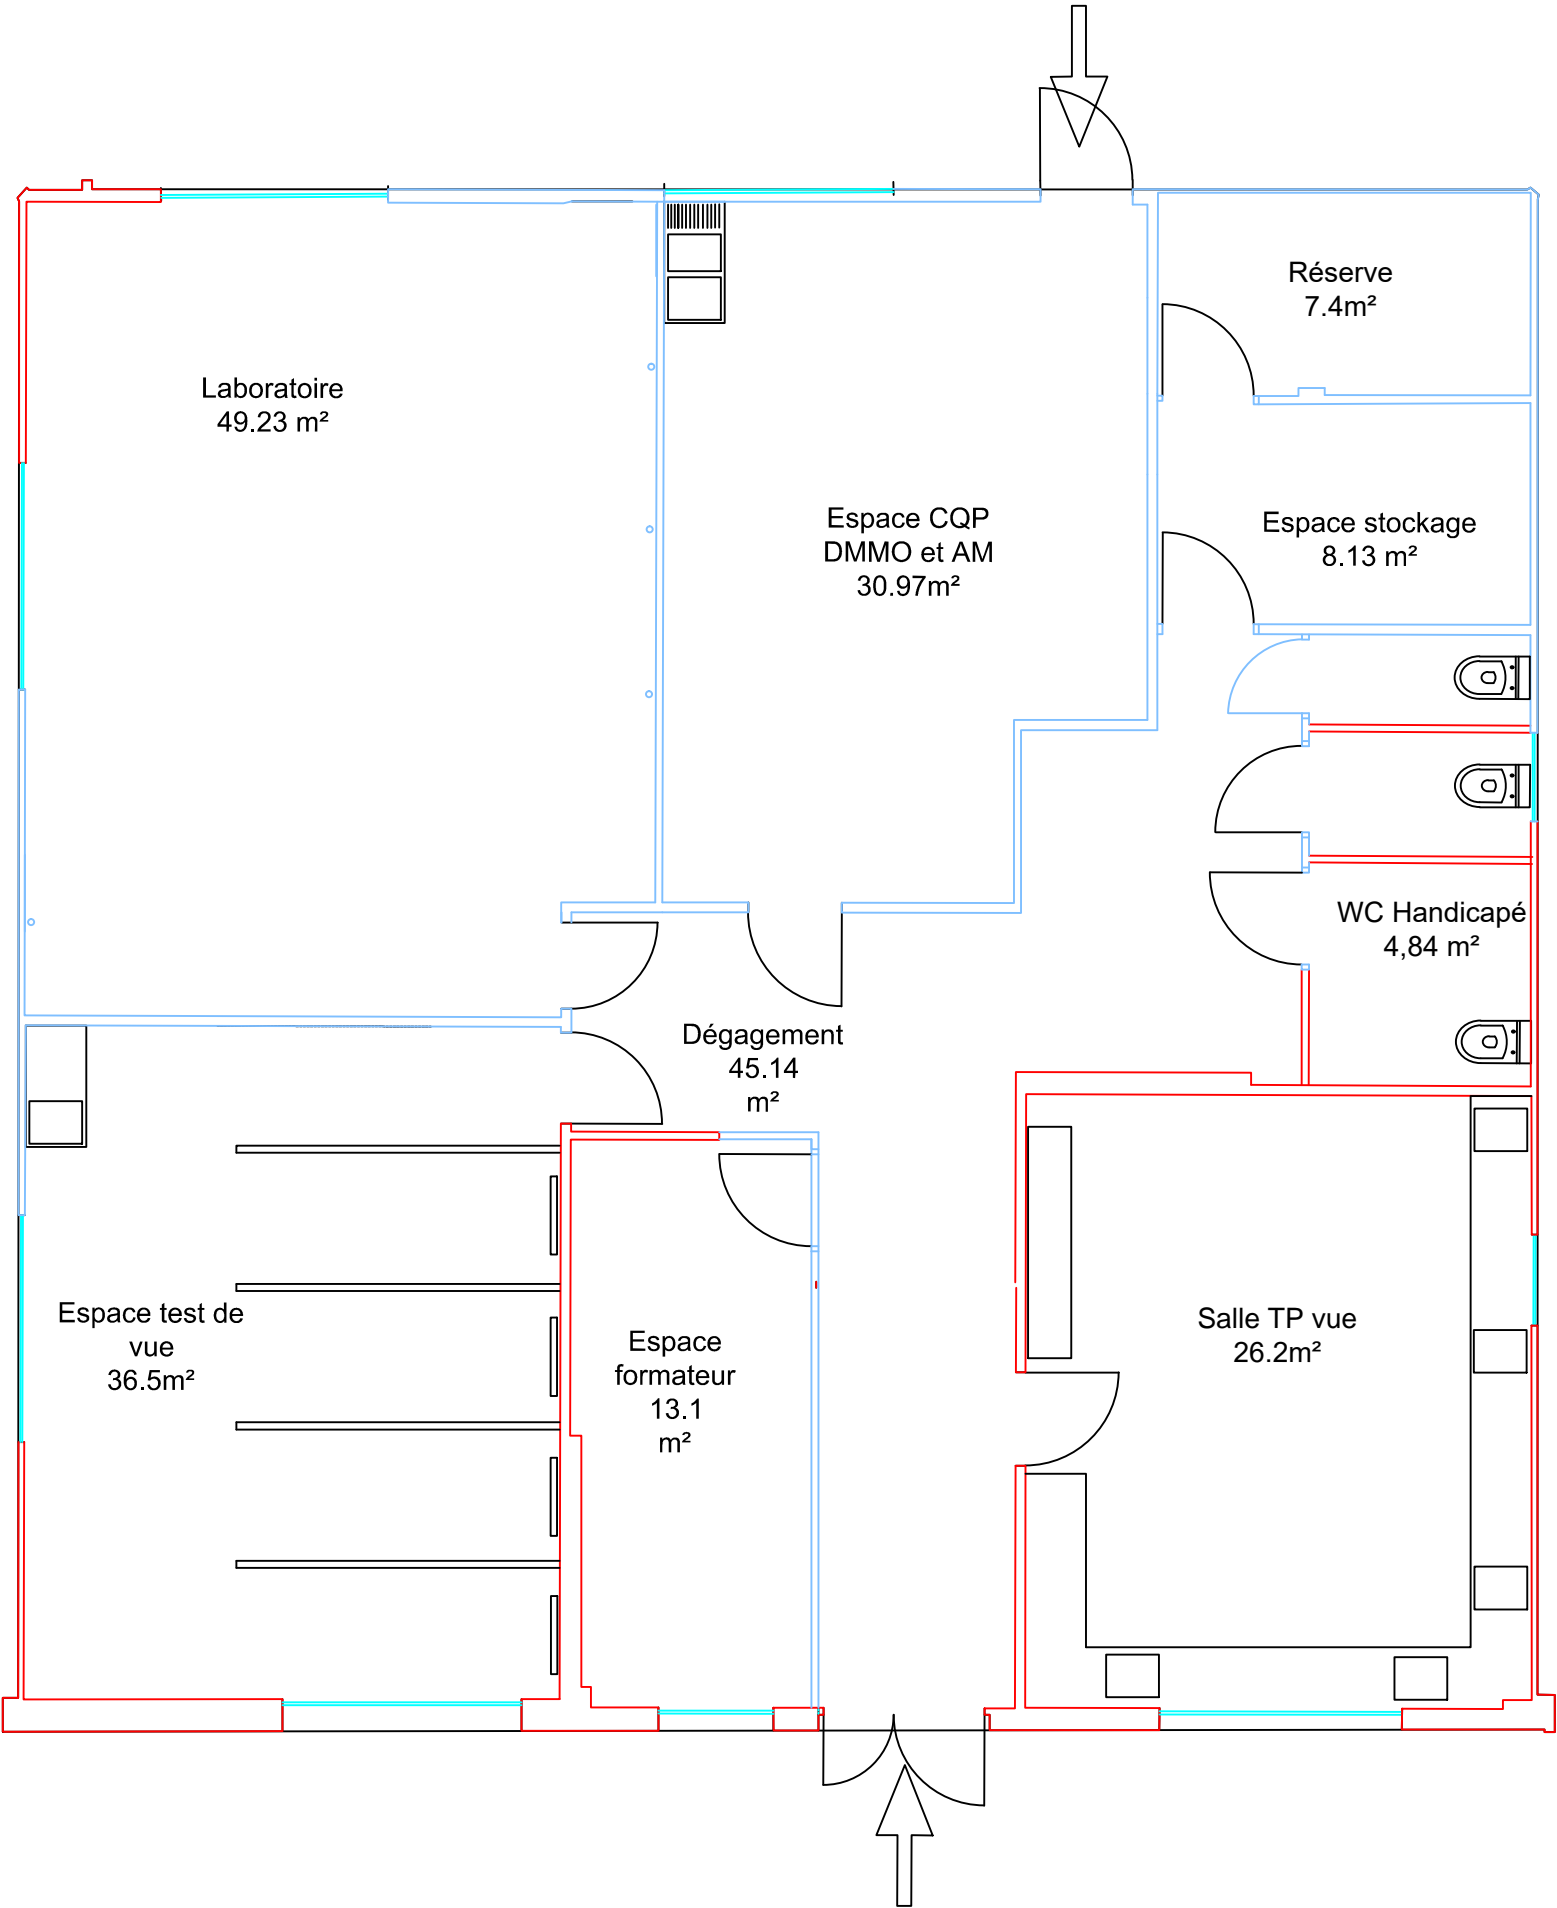 Réserve
7.4m²
Laboratoire
49.23 m²
Espace CQP
DMMO et AM
30.97m²
Espace stockage
8.13 m²
WC Handicapé
4,84 m²
Dégagement
45.14
m²
Espace test de
vue
36.5m²
Espace
formateur
13.1
m²
Salle TP vue
26.2m²